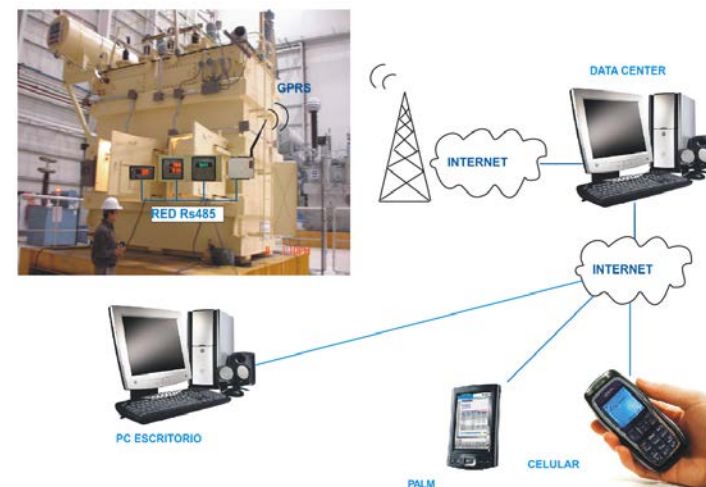 GPRS
RED Rs485
DATA CENTER
INTERNET
INTERNET
PC ESCRITORIO
CELULAR
PALM